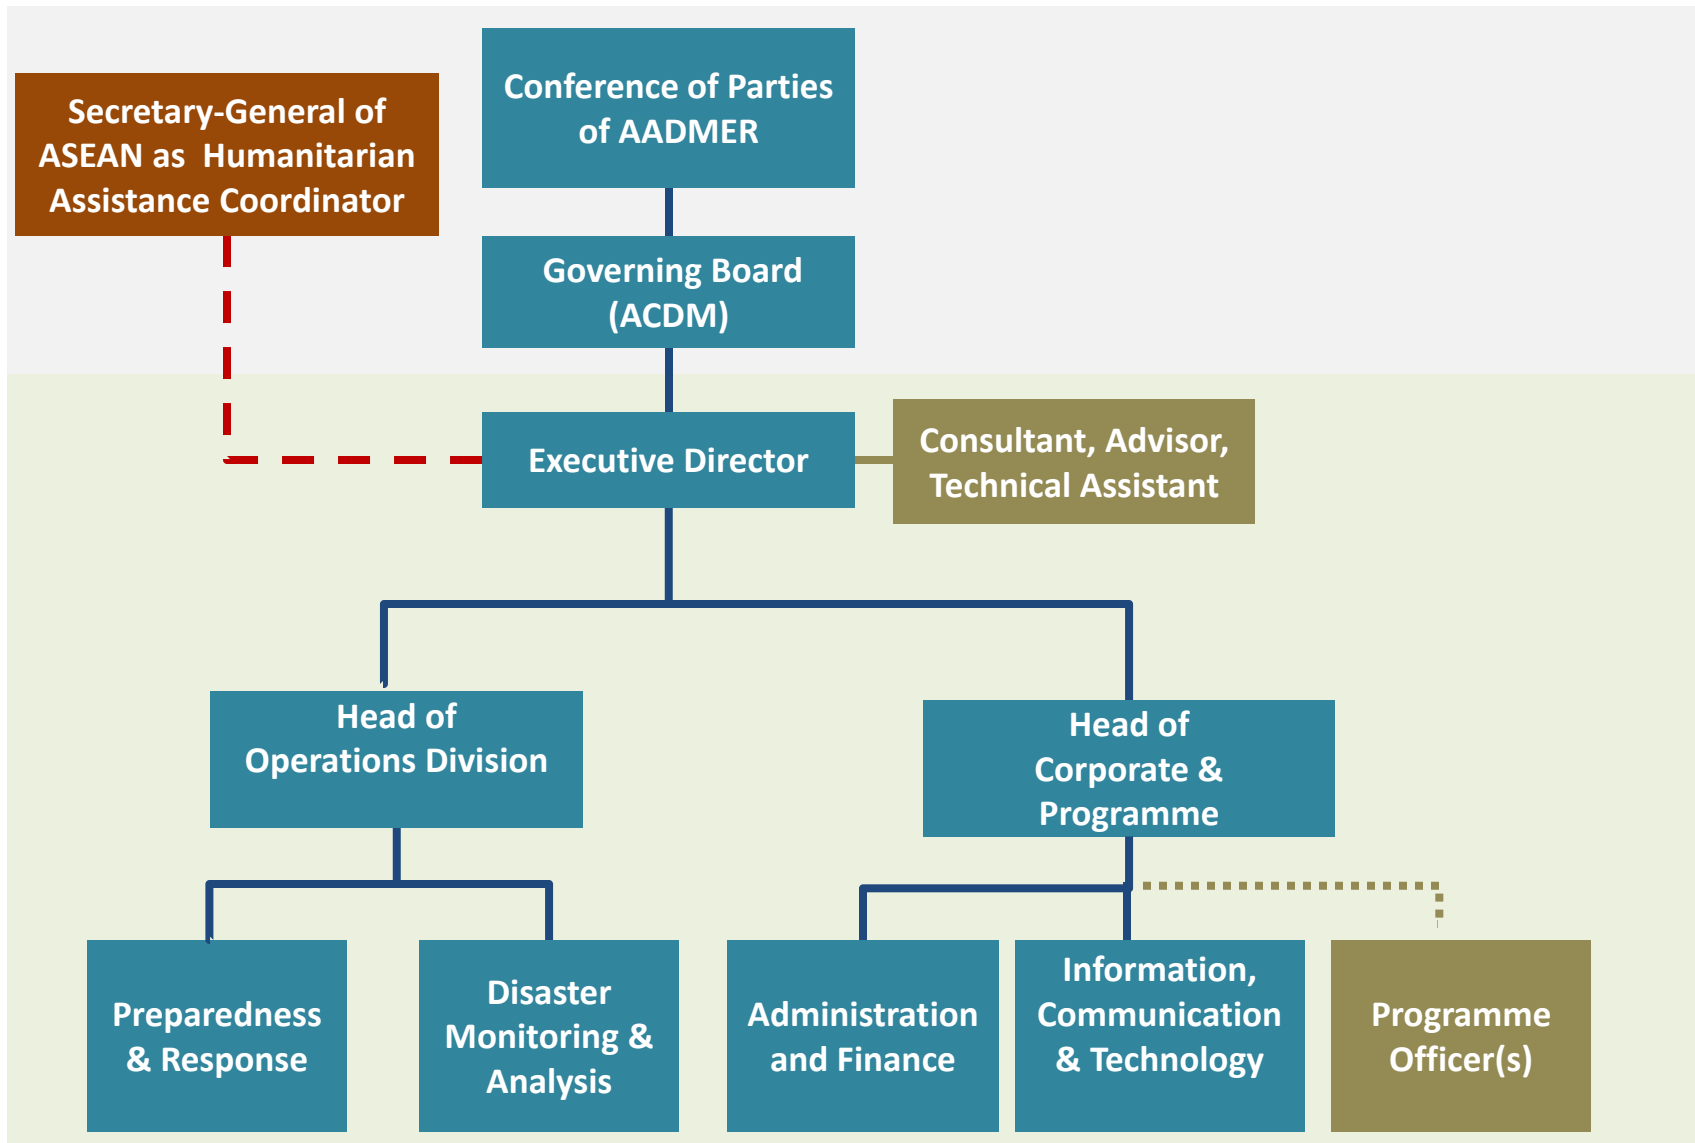 Conference of Parties
of AADMER
Secretary-General of
ASEAN as  Humanitarian
Assistance Coordinator
Governing Board
(ACDM)
Executive Director
Consultant, Advisor,
Technical Assistant
Head of
Operations Division
Head of
Corporate &
Programme
Preparedness
& Response
Disaster
Monitoring &
Analysis
Administration
and Finance
Information,
Communication
& Technology
Programme
Officer(s)